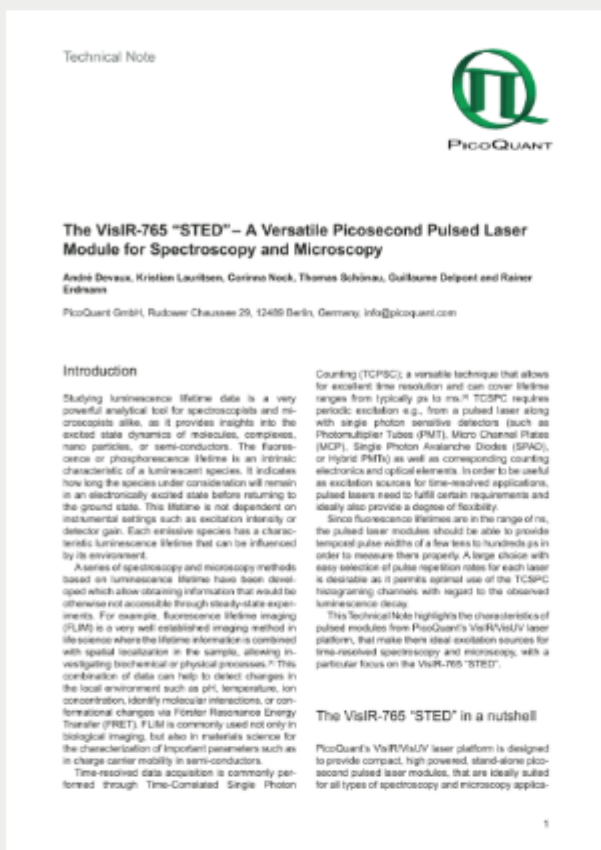 Technical Note
PICOQUANT
The VisIR-765 “STED” – A Versatile Picosecond Pulsed Laser
Module for Spectroscopy and Microscopy
André Devaux, Kristian Lauritsen, Corinna Nock, Thomas Schönau, Guillaume Delpont and Rainer
Erdmann
PicoQuant GmbH, Rudower Chaussee 29, 12489 Berlin, Germany, info@picoquant.com
Introduction
Studying luminescence lifetime data is a very
powerful analytical tool for spectroscopists and mi-
croscopists alike, as it provides insights into the
excited state dynamics of molecules, complexes,
nano particles, or semi-conductors. The fluores-
cence or phosphorescence lifetime is an intrinsic
characteristic of a luminescent species. It indicates
how long the species under consideration will remain
in an electronically excited state before returning to
the ground state. This lifetime is not dependent on
instrumental settings such as excitation intensity or
detector gain. Each emissive species has a charac-
teristic luminescence lifetime that can be influenced
by its environment.
A series of spectroscopy and microscopy methods
based on luminescence lifetime have been devel-
oped which allow obtaining information that would be
otherwise not accessible through steady-state exper-
iments. For example, fluorescence lifetime imaging
(FLIM) is a very well established imaging method in
life science where the lifetime information is combined
with spatial localization in the sample, allowing in-
vestigating biochemical or physical processes. This
combination of data can help to detect changes in
the local environment such as pH, temperature, ion
concentration, identify molecular interactions, or con-
formational changes via Förster Resonance Energy
Transfer (FRET). FLIM is commonly used not only in
biological imaging, but also in materials science for
the characterization of important parameters such as
in charge carrier mobility in semi-conductors.
Time-resolved data acquisition is commonly per-
formed through Time-Correlated Single Photon
Counting (TCPSC); a versatile technique that allows
for excellent time resolution and can cover lifetime
ranges from typically ps to ms. TCSPC requires
periodic excitation e.g., from a pulsed laser along
with single photon sensitive detectors (such as
Photomultiplier Tubes (PMT), Micro Channel Plates
(MCP), Single Photon Avalanche Diodes (SPAD),
or Hybrid PMTs) as well as corresponding counting
electronics and optical elements. In order to be useful
as excitation sources for time-resolved applications,
pulsed lasers need to fulfill certain requirements and
ideally also provide a degree of flexibility.
Since fluorescence lifetimes are in the range of ns,
the pulsed laser modules should be able to provide
temporal pulse widths of a few tens to hundreds ps in
order to measure them properly. A large choice with
easy selection of pulse repetition rates for each laser
is desirable as it permits optimal use of the TCSPC
histograming channels with regard to the observed
luminescence decay.
This Technical Note highlights the characteristics of
pulsed modules from PicoQuant's VisIR/VisUV laser
platform, that make them ideal excitation sources for
time-resolved spectroscopy and microscopy, with a
particular focus on the VisIR-765 “STED”.
The VisIR-765 “STED” in a nutshell
PicoQuant's VisIR/VisUV laser platform is designed
to provide compact, high powered, stand-alone pico-
second pulsed laser modules, that are ideally suited
for all types of spectroscopy and microscopy applica-
1